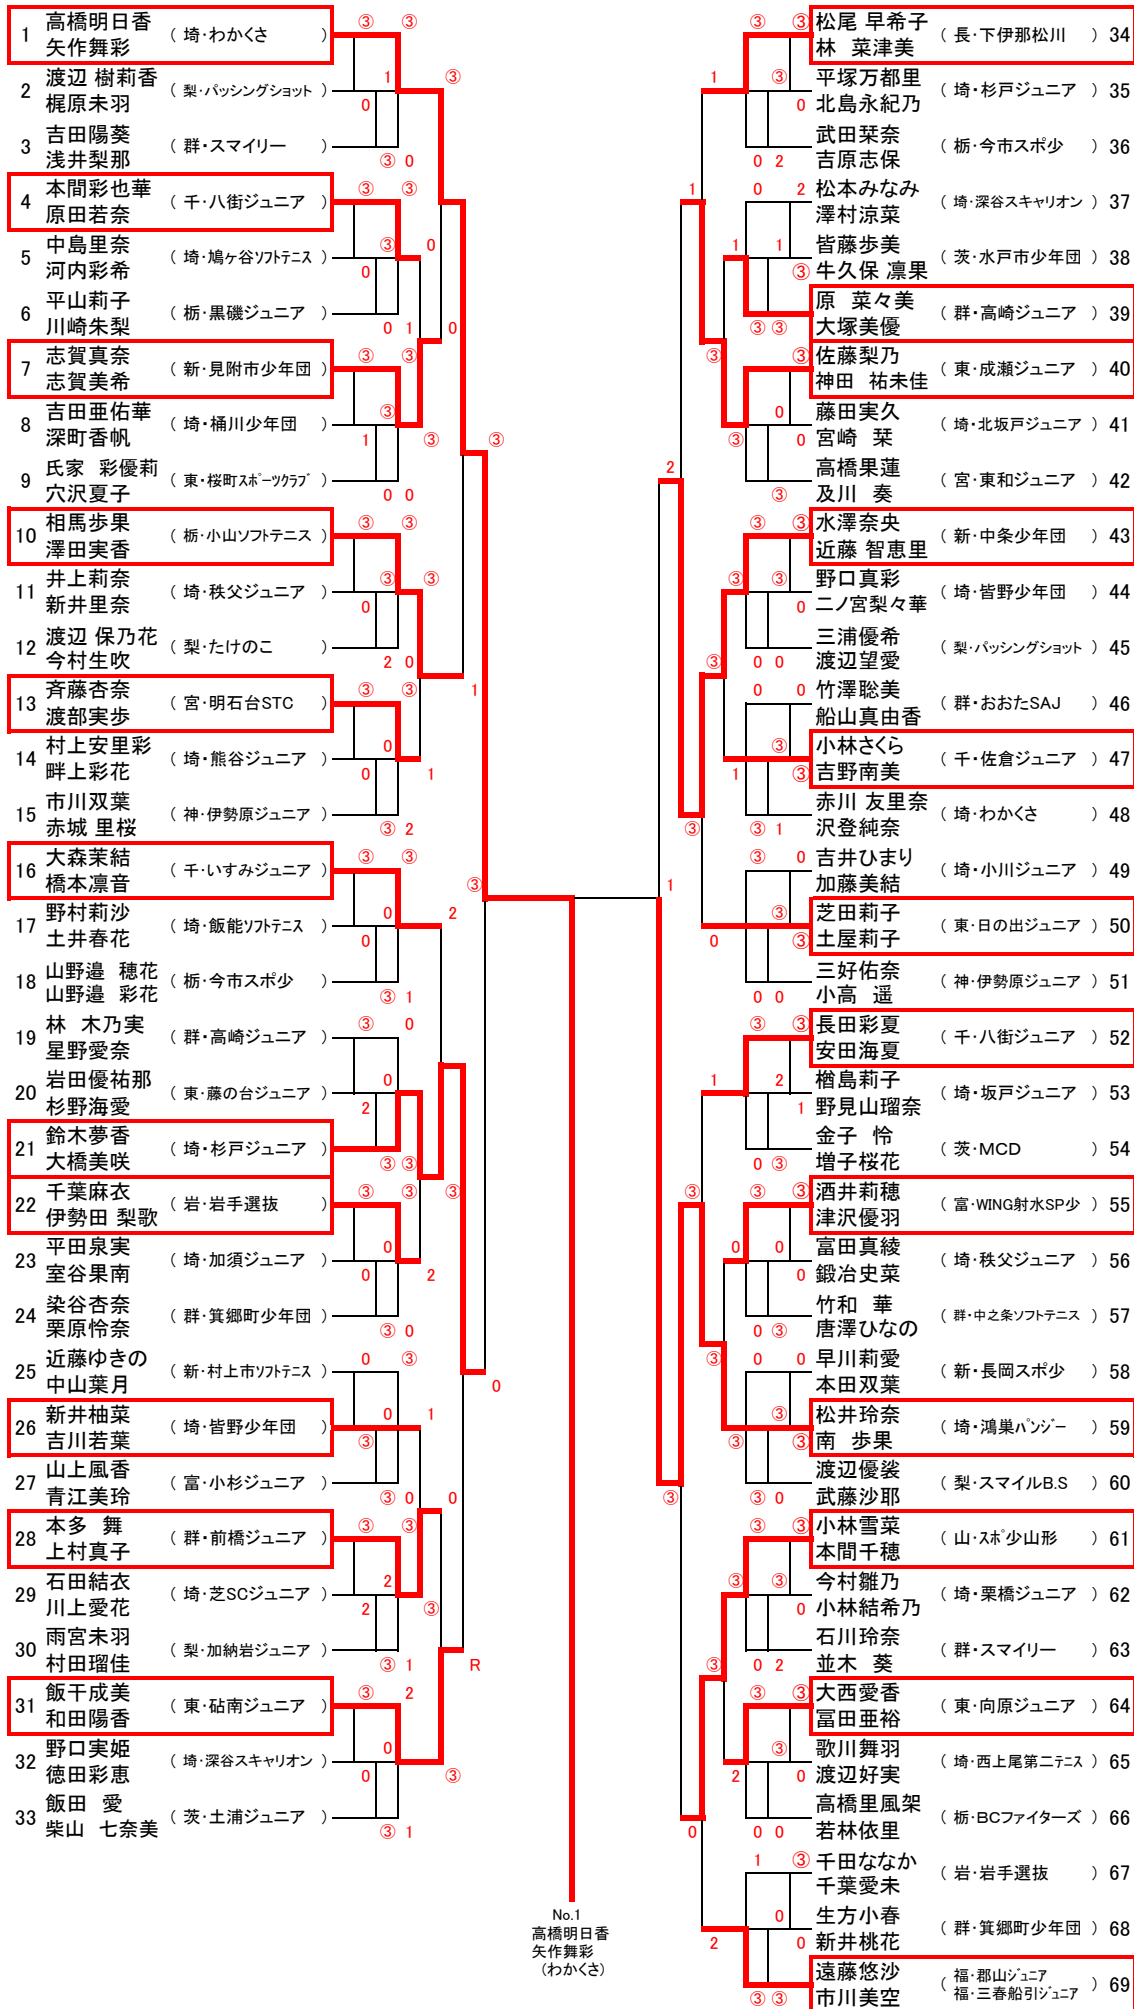 1 高橋明日香 矢作舞彩 （ 埼・わかくさ ）
2 渡辺 樹莉香 梶原未羽 （ 梨・パッシングショット ）
3 吉田陽葵 浅井梨那 （ 群・スマイリー ）
4 本間彩也華 原田若奈 （ 千・八街ジュニア ）
5 中島里奈 河内彩希 （ 埼・鳩ヶ谷ソフトテニス ）
6 平山莉子 川崎朱梨 （ 栃・黒磯ジュニア ）
7 志賀真奈 志賀美希 （ 新・見附市少年団 ）
8 吉田亜佑華 深町香帆 （ 埼・桶川少年団 ）
9 氏家 彩優莉 穴沢夏子 （ 東・桜町スポーツクラブ ）
10 相馬歩果 澤田実香 （ 栃・小山ソフトテニス ）
11 井上莉奈 新井里奈 （ 埼・秩父ジュニア ）
12 渡辺 保乃花 今村生吹 （ 梨・たけのこ ）
13 斉藤杏奈 渡部実歩 （ 宮・明石台STC ）
14 村上安里彩 畔上彩花 （ 埼・熊谷ジュニア ）
15 市川双葉 赤城 里桜 （ 神・伊勢原ジュニア ）
16 大森茉結 橋本凛音 （ 千・いすみジュニア ）
17 野村莉沙 土井春花 （ 埼・飯能ソフトテニス ）
18 山野邉 穂花 山野邉 彩花 （ 栃・今市スポ少 ）
19 林 木乃実 星野愛奈 （ 群・高崎ジュニア ）
20 岩田優祐那 杉野海愛 （ 東・藤の台ジュニア ）
21 鈴木夢香 大橋美咲 （ 埼・杉戸ジュニア ）
22 千葉麻衣 伊勢田 梨歌 （ 岩・岩手選抜 ）
23 平田泉実 室谷果南 （ 埼・加須ジュニア ）
24 染谷杏奈 栗原怜奈 （ 群・箕郷町少年団 ）
25 近藤ゆきの 中山葉月 （ 新・村上市ソフトテニス ）
26 新井柚菜 吉川若葉 （ 埼・皆野少年団 ）
27 山上風香 青江美玲 （ 富・小杉ジュニア ）
28 本多 舞 上村真子 （ 群・前橋ジュニア ）
29 石田結衣 川上愛花 （ 埼・芝SCジュニア ）
30 雨宮未羽 村田瑠佳 （ 梨・加納岩ジュニア ）
31 飯干成美 和田陽香 （ 東・砧南ジュニア ）
32 野口実姫 徳田彩恵 （ 埼・深谷スキャリオン ）
33 飯田 愛 柴山 七奈美 （ 茨・土浦ジュニア ）
松尾 早希子 林 菜津美 （ 長・下伊那松川 ） 34
平塚万都里 北島永紀乃 （ 埼・杉戸ジュニア ） 35
武田栞奈 吉原志保 （ 栃・今市スポ少 ） 36
松本みなみ 澤村涼菜 （ 埼・深谷スキャリオン ） 37
皆藤歩美 牛久保 凛果 （ 茨・水戸市少年団 ） 38
原 菜々美 大塚美優 （ 群・高崎ジュニア ） 39
佐藤梨乃 神田 祐未佳 （ 東・成瀬ジュニア ） 40
藤田実久 宮崎 栞 （ 埼・北坂戸ジュニア ） 41
高橋果蓮 及川 奏 （ 宮・東和ジュニア ） 42
水澤奈央 近藤 智恵里 （ 新・中条少年団 ） 43
野口真彩 二ノ宮梨々華 （ 埼・皆野少年団 ） 44
三浦優希 渡辺望愛 （ 梨・パッシングショット ） 45
竹澤聡美 船山真由香 （ 群・おおたSAJ ） 46
小林さくら 吉野南美 （ 千・佐倉ジュニア ） 47
赤川 友里奈 沢登純奈 （ 埼・わかくさ ） 48
吉井ひまり 加藤美結 （ 埼・小川ジュニア ） 49
芝田莉子 土屋莉子 （ 東・日の出ジュニア ） 50
三好佑奈 小高 遥 （ 神・伊勢原ジュニア ） 51
長田彩夏 安田海夏 （ 千・八街ジュニア ） 52
楢島莉子 野見山瑠奈 （ 埼・坂戸ジュニア ） 53
金子 怜 増子桜花 （ 茨・MCD ） 54
酒井莉穂 津沢優羽 （ 富・WING射水SP少 ） 55
富田真綾 鍛冶史菜 （ 埼・秩父ジュニア ） 56
竹和 華 唐澤ひなの （ 群・中之条ソフトテニス ） 57
早川莉愛 本田双葉 （ 新・長岡スポ少 ） 58
松井玲奈 南 歩果 （ 埼・鴻巣パンジー ） 59
渡辺優裟 武藤沙耶 （ 梨・スマイルB.S ） 60
小林雪菜 本間千穂 （ 山・スポ少山形 ） 61
今村雛乃 小林結希乃 （ 埼・栗橋ジュニア ） 62
石川玲奈 並木 葵 （ 群・スマイリー ） 63
大西愛香 冨田亜裕 （ 東・向原ジュニア ） 64
歌川舞羽 渡辺好実 （ 埼・西上尾第二テニス ） 65
高橋里風架 若林依里 （ 栃・BCファイターズ ） 66
千田ななか 千葉愛未 （ 岩・岩手選抜 ） 67
生方小春 新井桃花 （ 群・箕郷町少年団 ） 68
遠藤悠沙 市川美空 （ 福・郡山ジュニア 福・三春船引ジュニア ） 69
No.1
高橋明日香
矢作舞彩
（わかくさ）